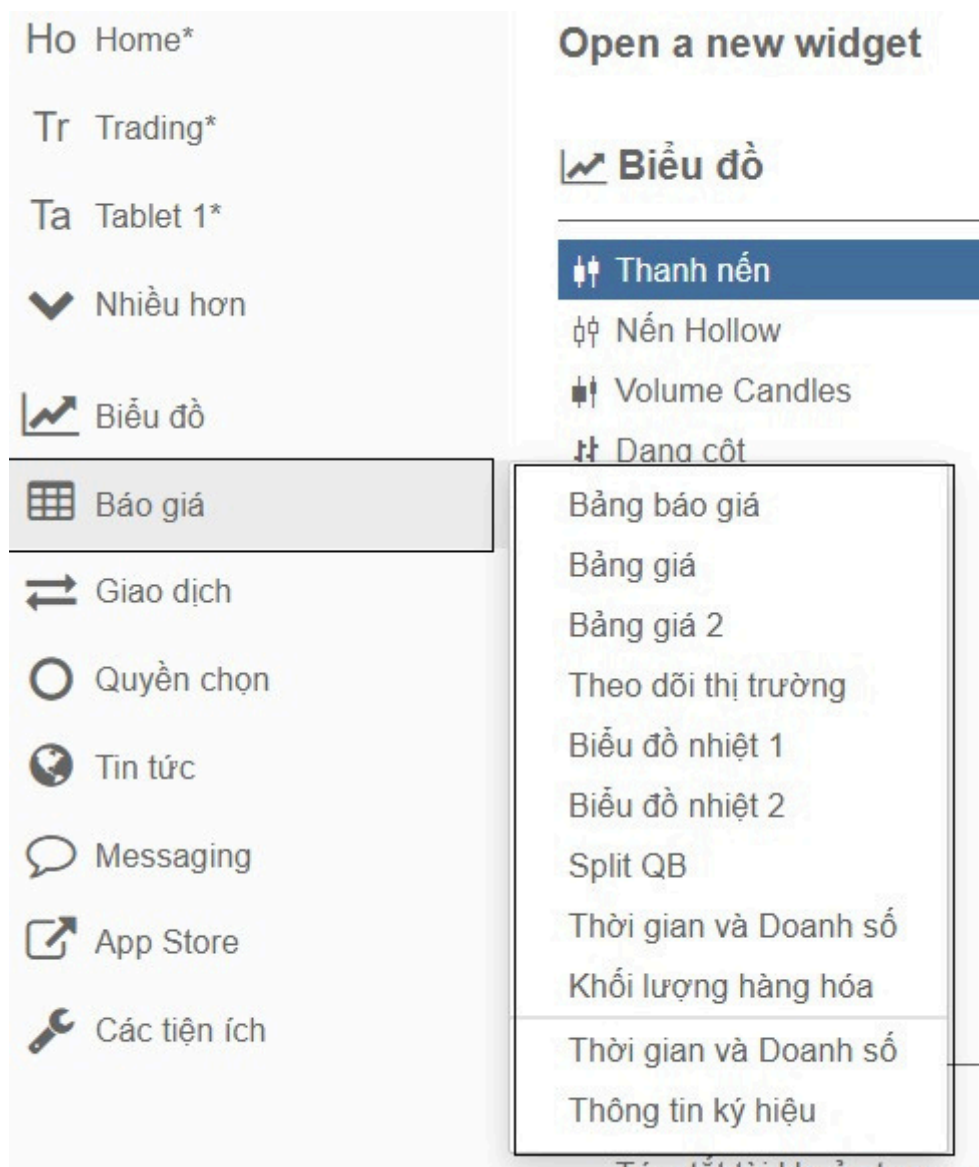 Ho Home*
Tr Trading*
Ta Tablet 1*
Nhiều hơn
Biểu đồ
Báo giá
Giao dịch
Quyền chọn
Tin tức
Messaging
App Store
Các tiện ích
Open a new widget
Biểu đồ
Thanh nến
Nến Hollow
Volume Candles
Dạng cột
Bảng báo giá
Bảng giá
Bảng giá 2
Theo dõi thị trường
Biểu đồ nhiệt 1
Biểu đồ nhiệt 2
Split QB
Thời gian và Doanh số
Khối lượng hàng hóa
Thời gian và Doanh số
Thông tin ký hiệu